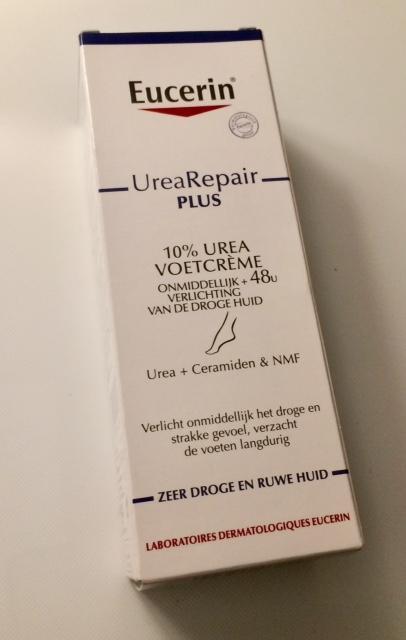 Eucerin®
UreaRepair
PLUS
10% UREA
VOETCRÈME
ONMIDDELLIJK + 48U
VERLICHTING
VAN DE DROGE HUID
Urea + Ceramiden & NMF
Verlicht onmiddellijk het droge en
strakke gevoel, verzacht
de voeten langdurig
ZEER DROGE EN RUWE HUID
LABORATOIRES DERMATOLOGIQUES EUCERIN